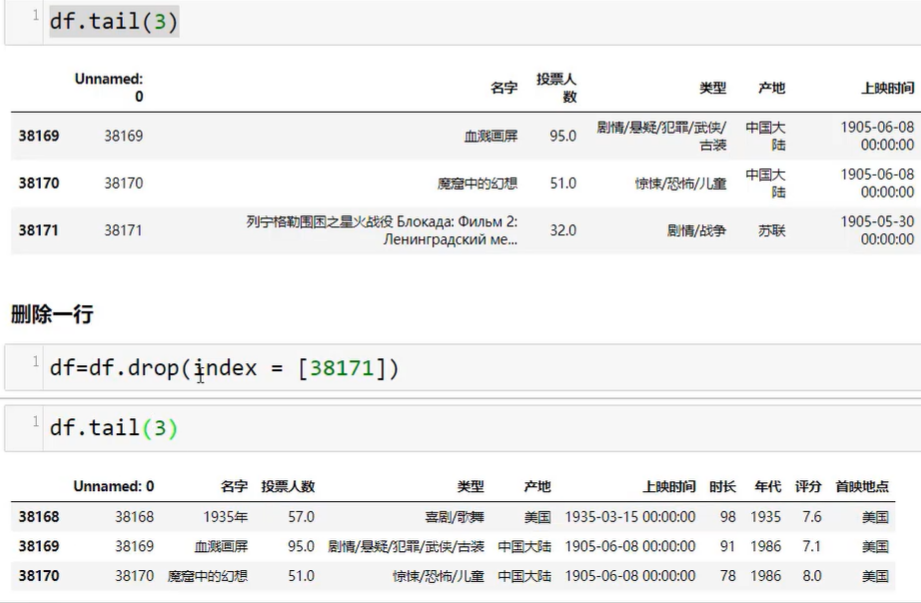 1 df.tail(3)
Unnamed: 0 名字 投票人数 类型 产地 上映时间
38169 38169 血溅画屏 95.0 剧情/悬疑/犯罪/武侠/古装 中国大陆 1905-06-08 00:00:00
38170 38170 魔窟中的幻想 51.0 惊悚/恐怖/儿童 中国大陆 1905-06-08 00:00:00
38171 38171 列宁格勒围困之星火战役 Блокада: Фильм 2: Ленинградский ме... 32.0 剧情/战争 苏联 1905-05-30 00:00:00
删除一行
1 df=df.drop(index = [38171])
1 df.tail(3)
Unnamed: 0 名字 投票人数 类型 产地 上映时间 时长 年代 评分 首映地点
38168 38168 1935年 57.0 喜剧/歌舞 美国 1935-03-15 00:00:00 98 1935 7.6 美国
38169 38169 血溅画屏 95.0 剧情/悬疑/犯罪/武侠/古装 中国大陆 1905-06-08 00:00:00 91 1986 7.1 美国
38170 38170 魔窟中的幻想 51.0 惊悚/恐怖/儿童 中国大陆 1905-06-08 00:00:00 78 1986 8.0 美国